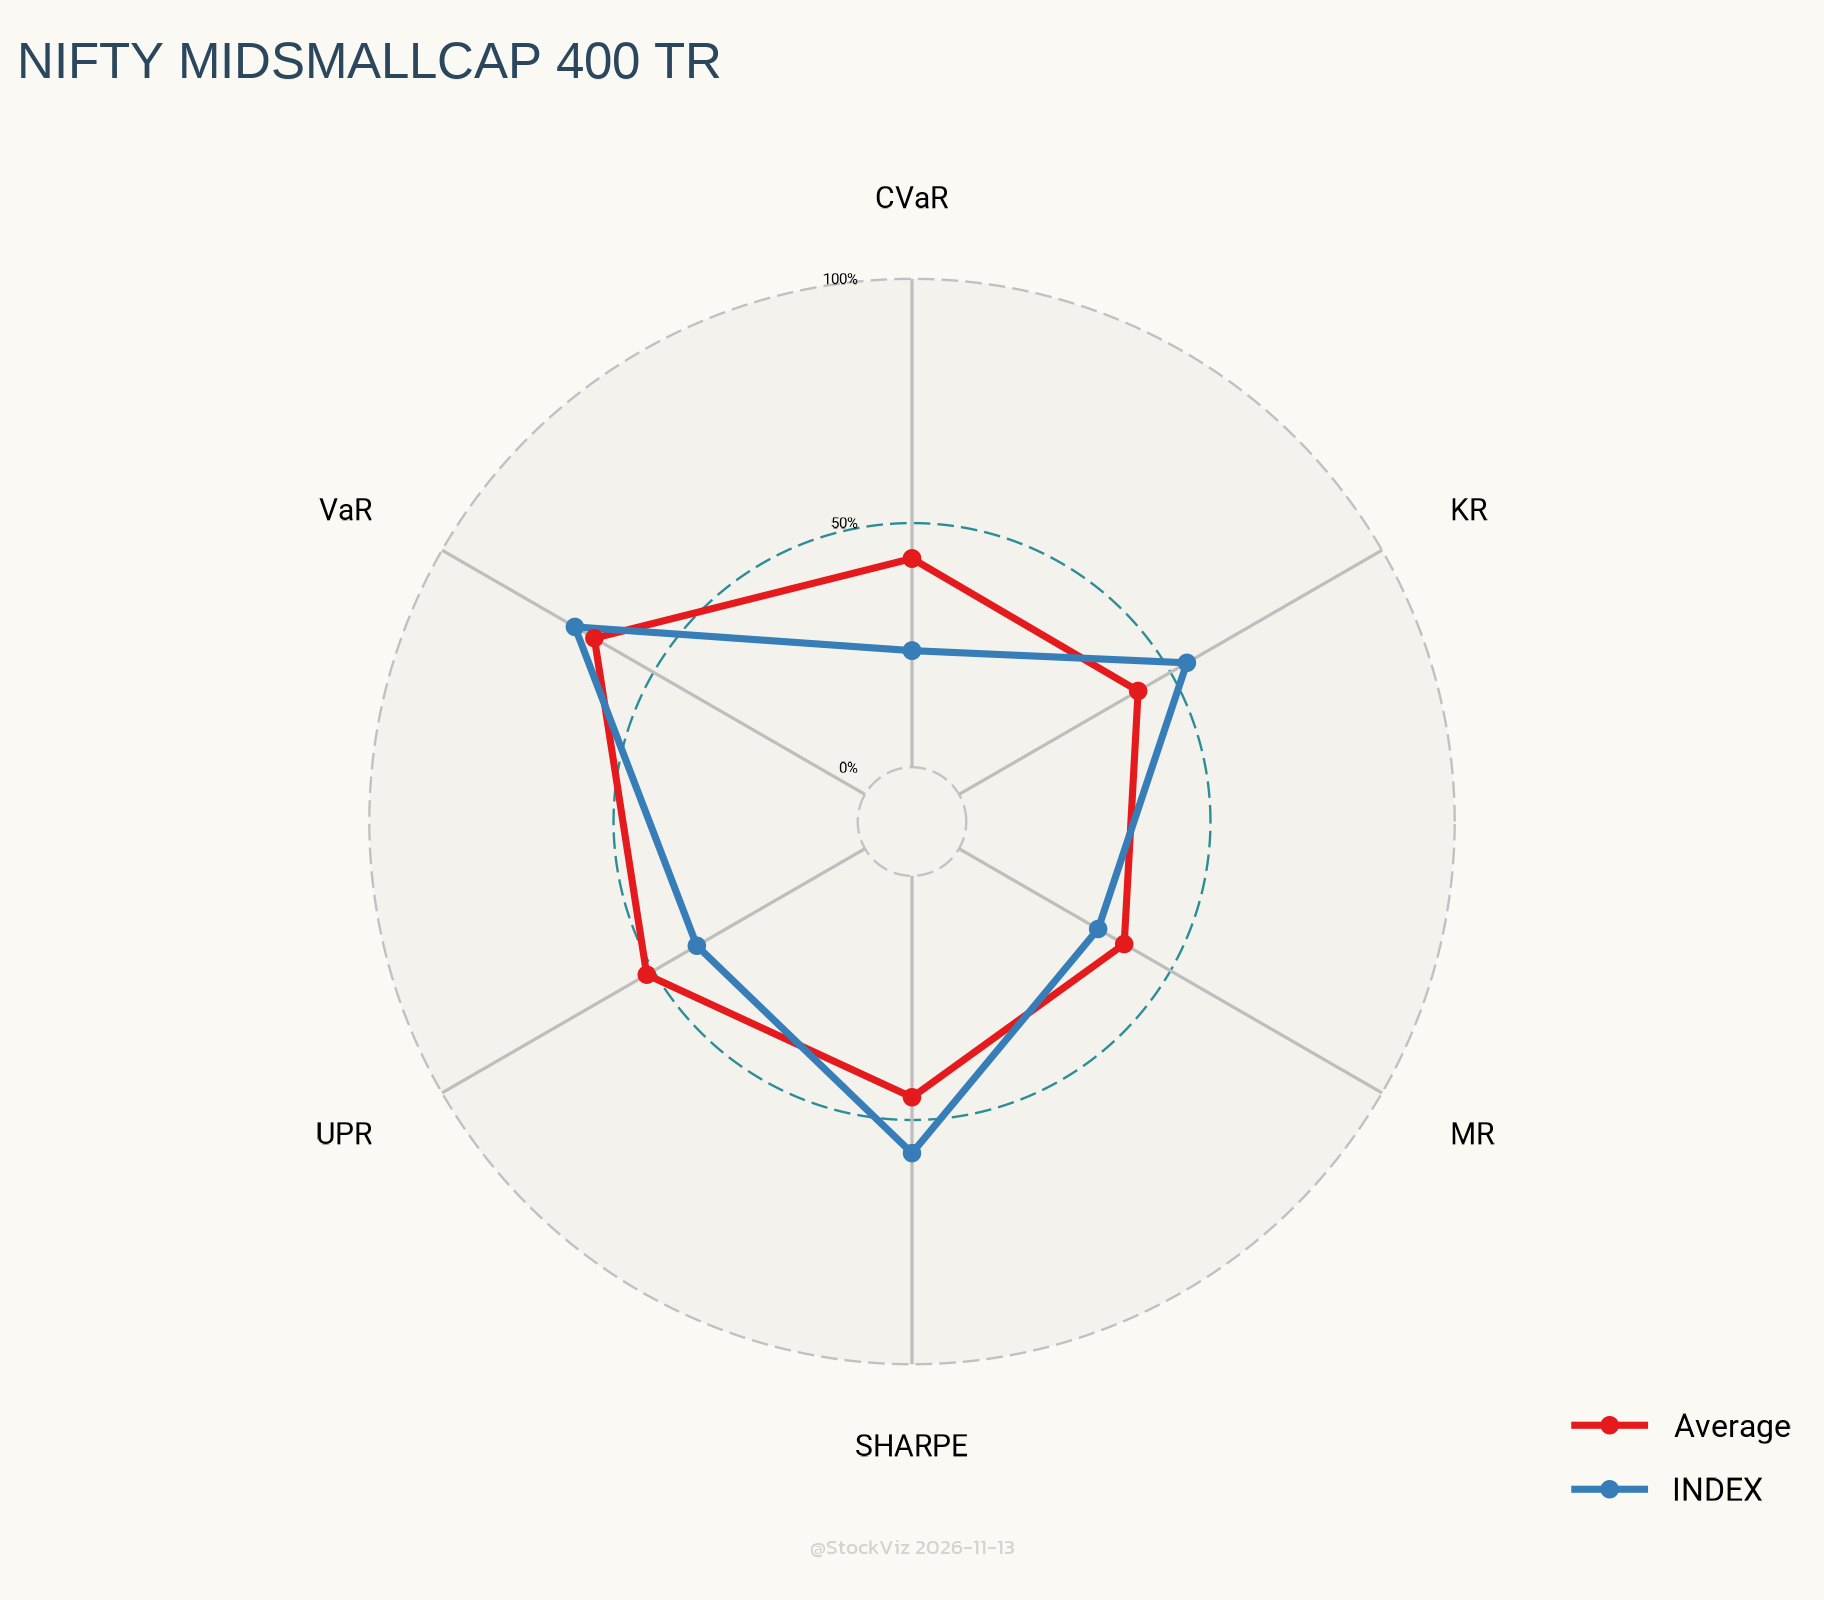 NIFTY MIDSMALLCAP 400 TR
CVaR
100%
VaR
KR
50%
0%
UPR
MR
SHARPE
Average
INDEX
@StockViz 2026-11-13